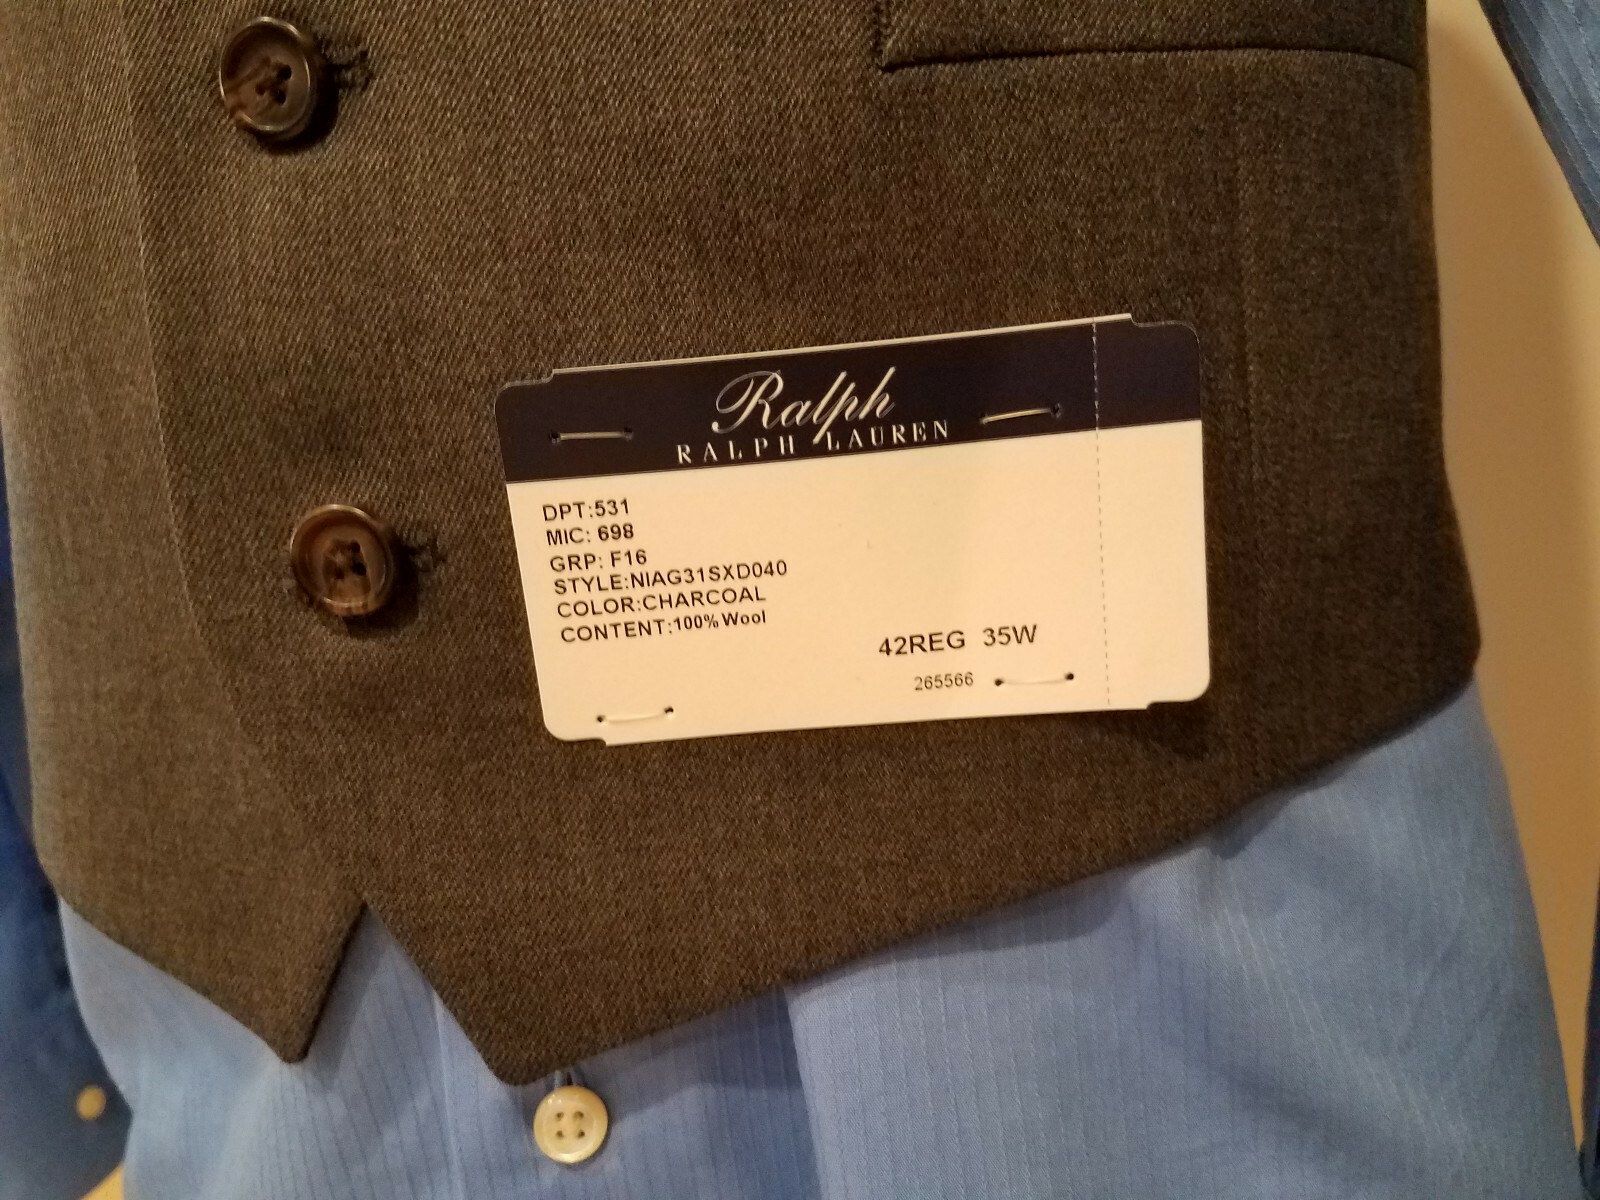 Ralph
RALPH LAUREN
DPT:531
MIC: 698
GRP: F16
STYLE:NIAG31SXD040
COLOR:CHARCOAL
CONTENT:100% Wool
42REG 35W
265566